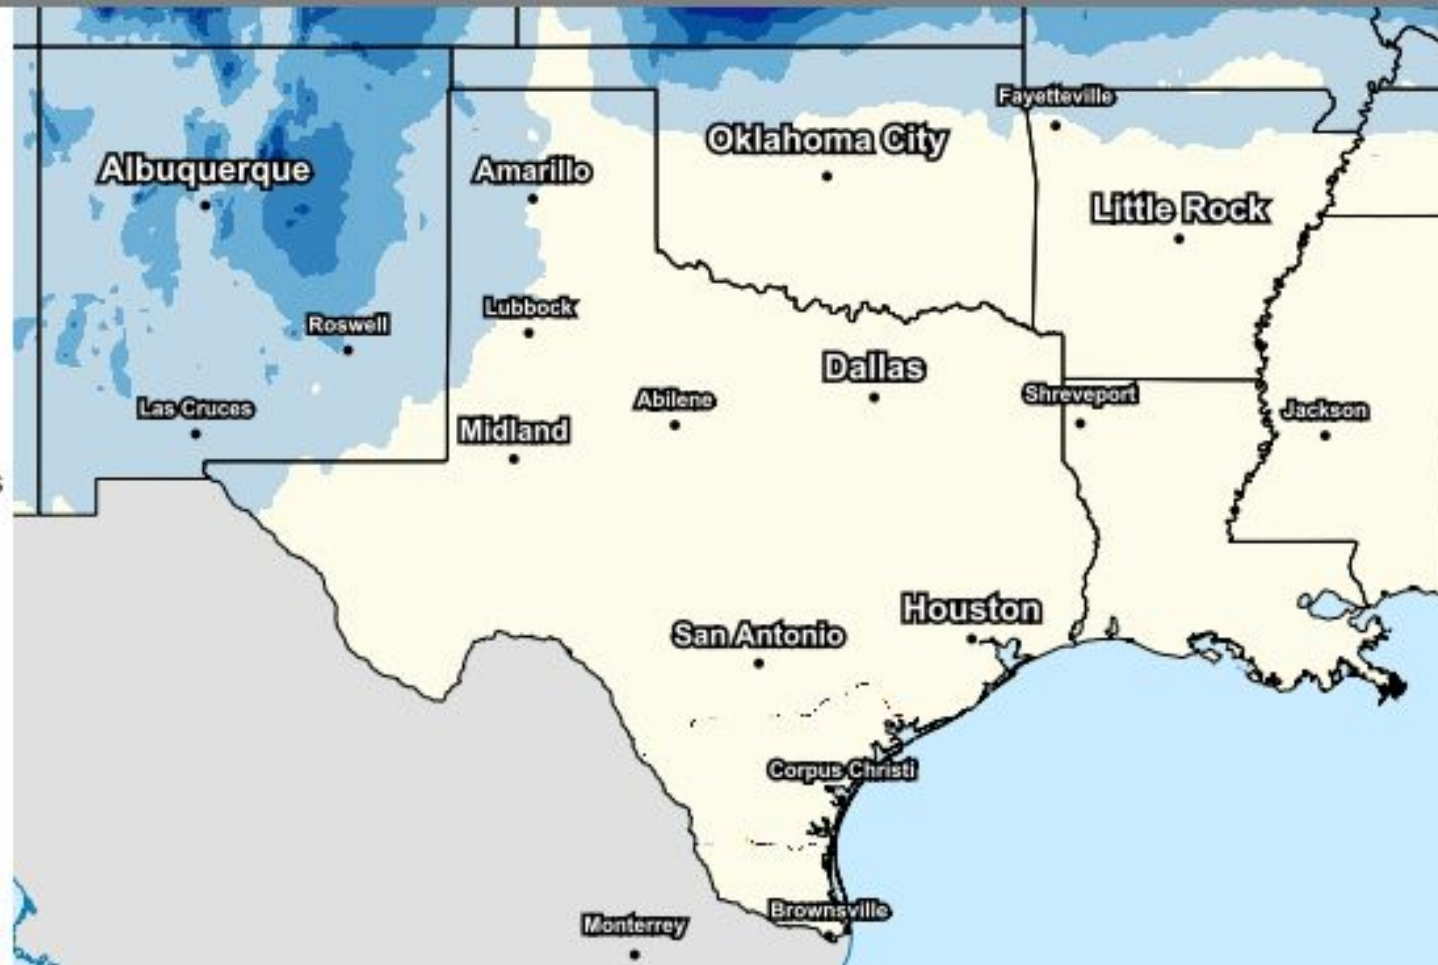 Fayetteville
Oklahoma City
Albuquerque
Amarillo
Little Rock
Lubbock
Roswell
Dallas
Shreveport
Abilene
Las Cruces
Jackson
Midland
Houston
San Antonio
Corpus Christi
Brownsville
Monterrey